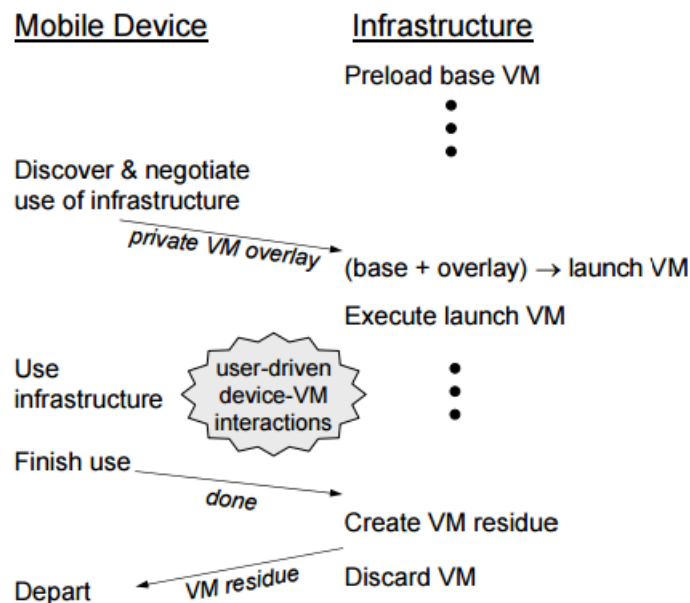 Mobile Device
Infrastructure
Preload base VM
Discover & negotiate
use of infrastructure
private VM overlay
(base + overlay) → launch VM
Execute launch VM
Use
infrastructure
user-driven
device-VM
interactions
Finish use
done
Create VM residue
VM residue
Discard VM
Depart